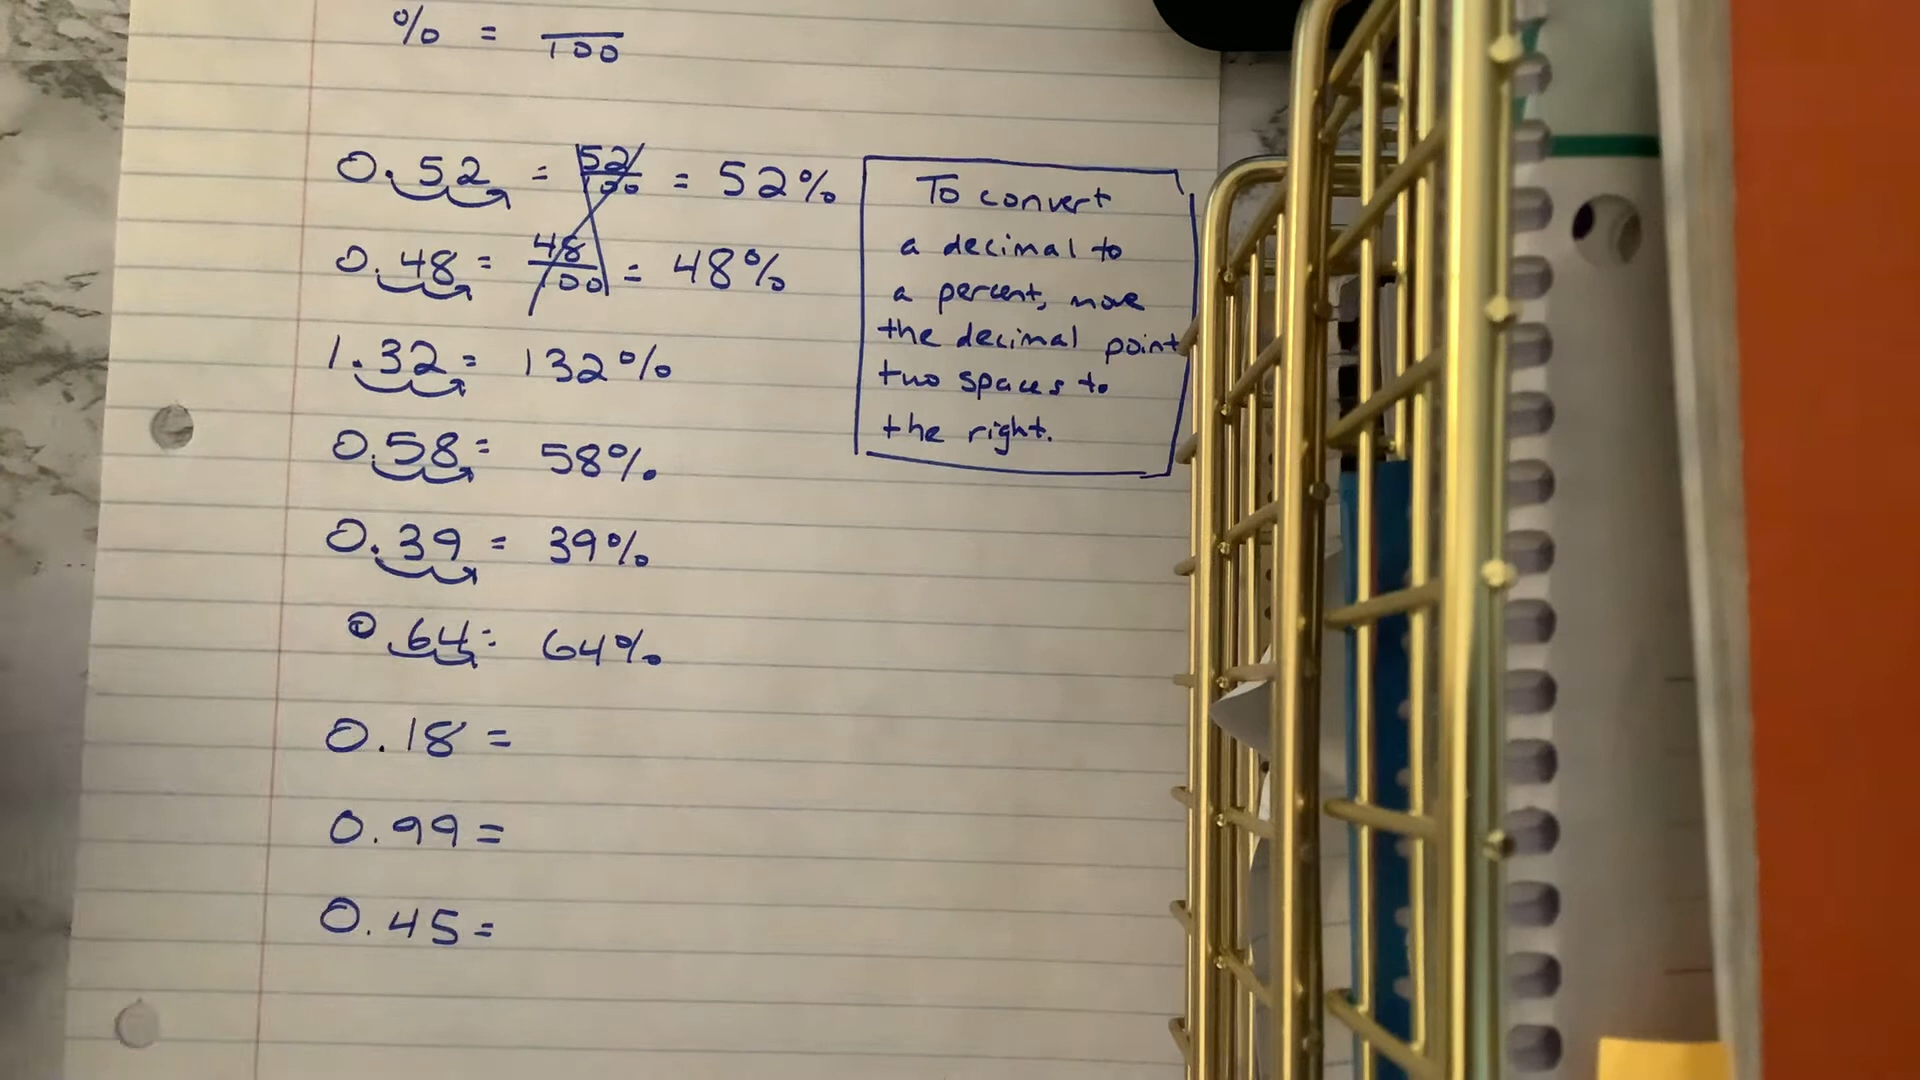 % = /100
0.52 = 52/100 = 52%
0.48 = 48/100 = 48%
1.32 = 132%
0.58 = 58%
0.39 = 39%
0.64 = 64%
0.18 =
0.99 =
0.45 =
To convert
a decimal to
a percent, move
the decimal point
two spaces to
the right.